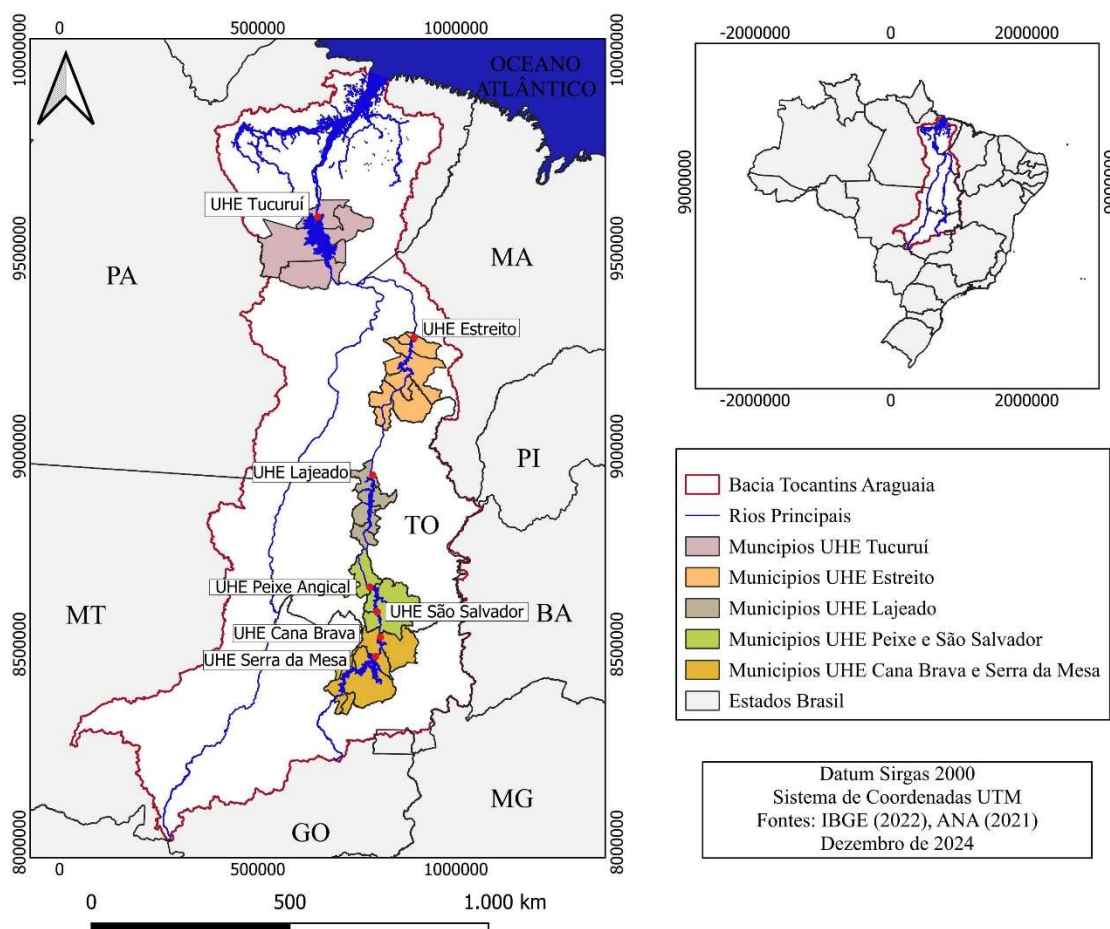 0 500000 1000000
10000000
9500000
9000000
8500000
8000000
OCEANO
ATLÂNTICO
UHE Tucuruí
PA
MA
UHE Estreito
PI
UHE Lajeado
TO
UHE Peixe Angical
UHE São Salvador
BA
MT
UHE Cana Brava
UHE Serra da Mesa
MG
GO
10000000
9500000
9000000
8500000
8000000
0 500000 1000000
0 500 1.000 km
-2000000 0 2000000
9000000
9000000
-2000000 0 2000000
Bacia Tocantins Araguaia
Rios Principais
Muncipios UHE Tucuruí
Municipios UHE Estreito
Municipios UHE Lajeado
Municipios UHE Peixe e São Salvador
Municipios UHE Cana Brava e Serra da Mesa
Estados Brasil
Datum Sirgas 2000
Sistema de Coordenadas UTM
Fontes: IBGE (2022), ANA (2021)
Dezembro de 2024